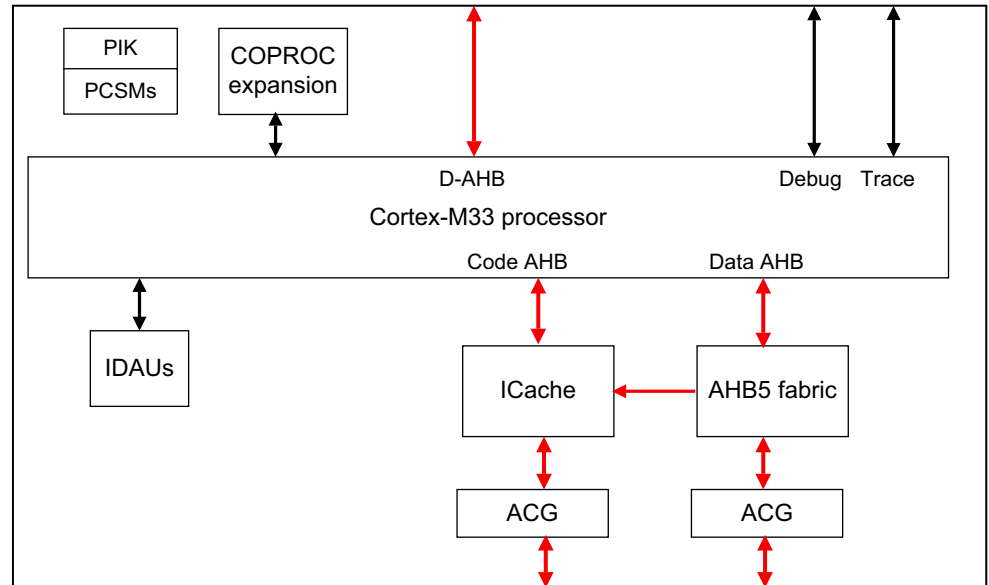 PIK
PCSMs
COPROC
expansion
D-AHB
Debug
Trace
Cortex-M33 processor
Code AHB
Data AHB
IDAUs
ICache
AHB5 fabric
ACG
ACG